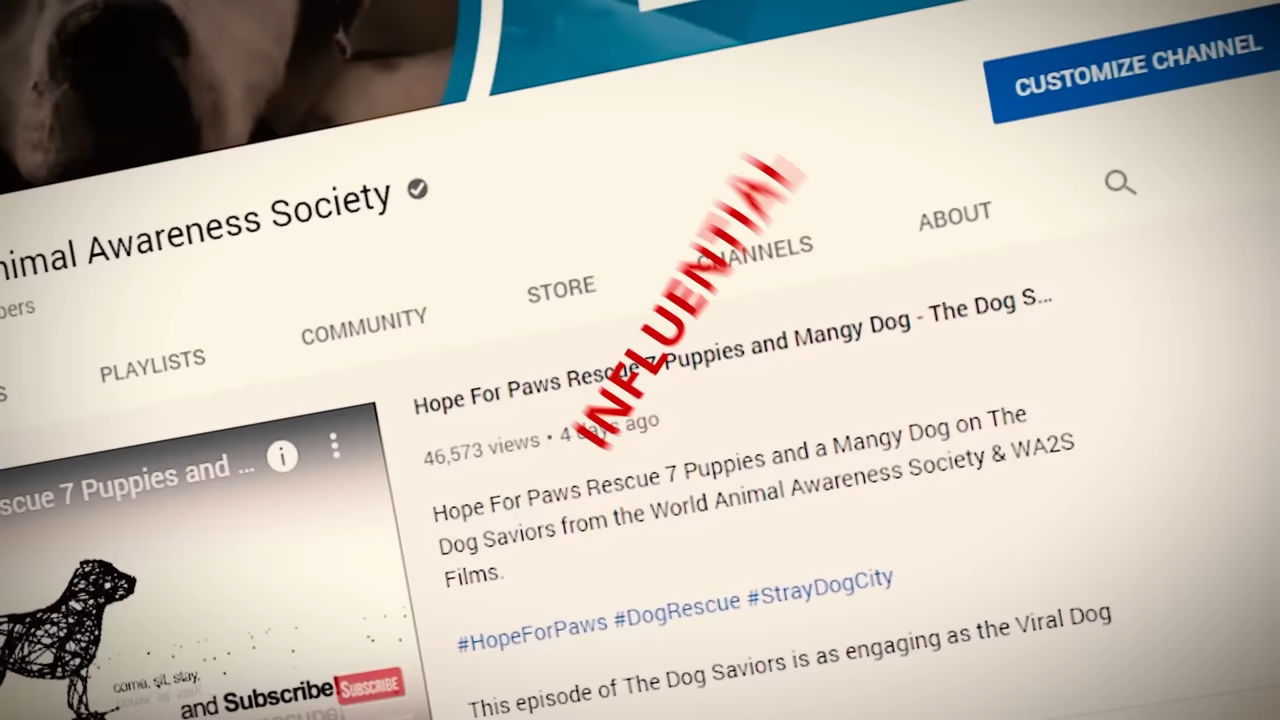 CUSTOMIZE CHANNEL
nimal Awareness Society
bers
S
PLAYLISTS
COMMUNITY
STORE
CHANNELS
ABOUT
INFLUENTIAL
Hope For Paws Rescue 7 Puppies and Mangy Dog - The Dog S...
46,573 views • 4 days ago
Hope For Paws Rescue 7 Puppies and a Mangy Dog on The
Dog Saviors from the World Animal Awareness Society & WA2S
Films.
#HopeForPaws #DogRescue #StrayDogCity
This episode of The Dog Saviors is as engaging as the Viral Dog
scue 7 Puppies and ...
come. sit. stay.
and Subscribe
SUBSCRIBE